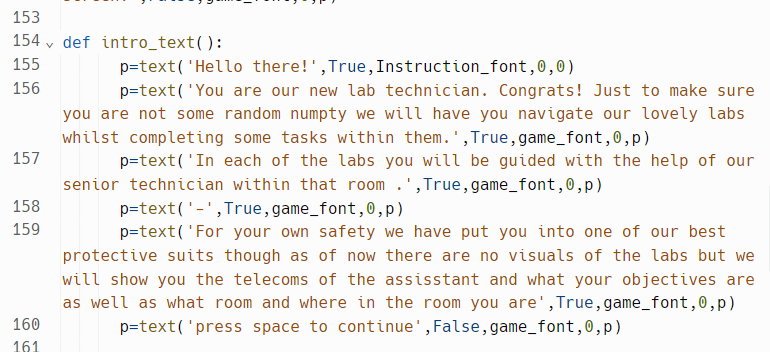 screen.',False,game_font,0,p)
153
154 def intro_text():
155 p=text('Hello there!',True,Instruction_font,0,0)
156 p=text('You are our new lab technician. Congrats! Just to make sure
you are not some random numpty we will have you navigate our lovely labs
whilst completing some tasks within them.',True,game_font,0,p)
157 p=text('In each of the labs you will be guided with the help of our
senior technician within that room .',True,game_font,0,p)
158 p=text('-',True,game_font,0,p)
159 p=text('For your own safety we have put you into one of our best
protective suits though as of now there are no visuals of the labs but we
will show you the telecoms of the assisstant and what your objectives are
as well as what room and where in the room you are',True,game_font,0,p)
160 p=text('press space to continue',False,game_font,0,p)
161